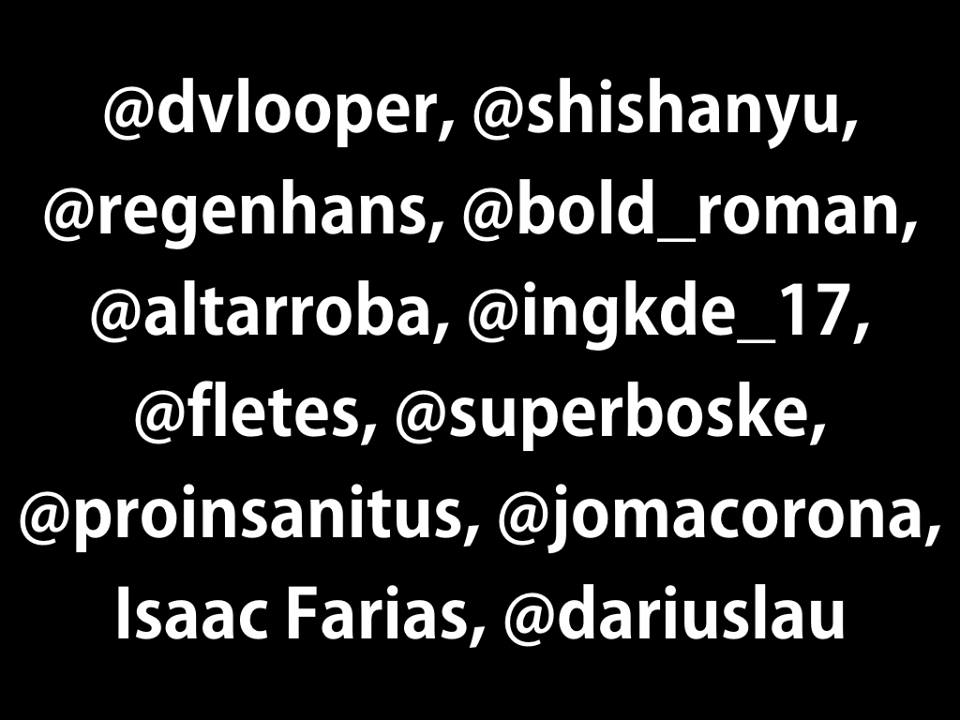 @dvlooper, @shishanyu,
@regenhans, @bold_roman,
@altarroba, @ingkde_17,
@fletes, @superboske,
@proinsanitus, @jomacorona,
Isaac Farias, @dariuslau